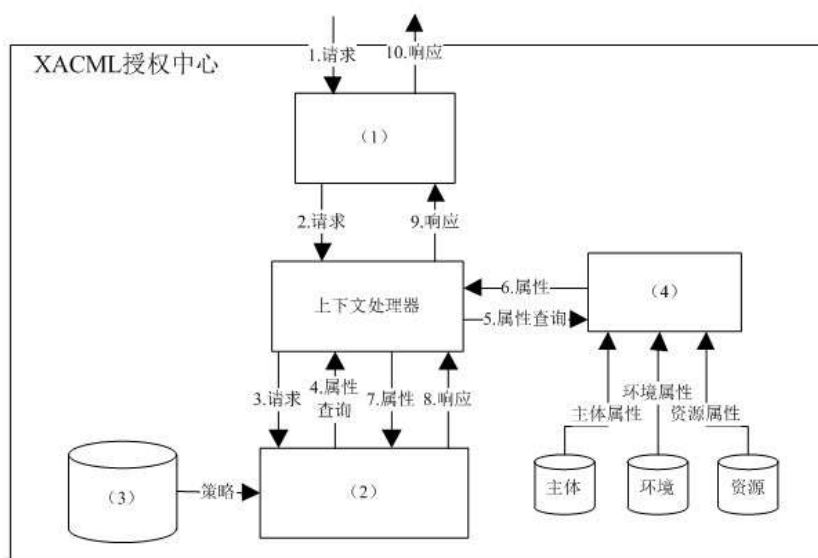 1.请求
10.响应
XACML授权中心
（1）
2.请求
9.响应
上下文处理器
6.属性
5.属性查询
（4）
3.请求
4.属性
查询
7.属性
8.响应
环境属性
主体属性
资源属性
（3）
策略
（2）
主体
环境
资源